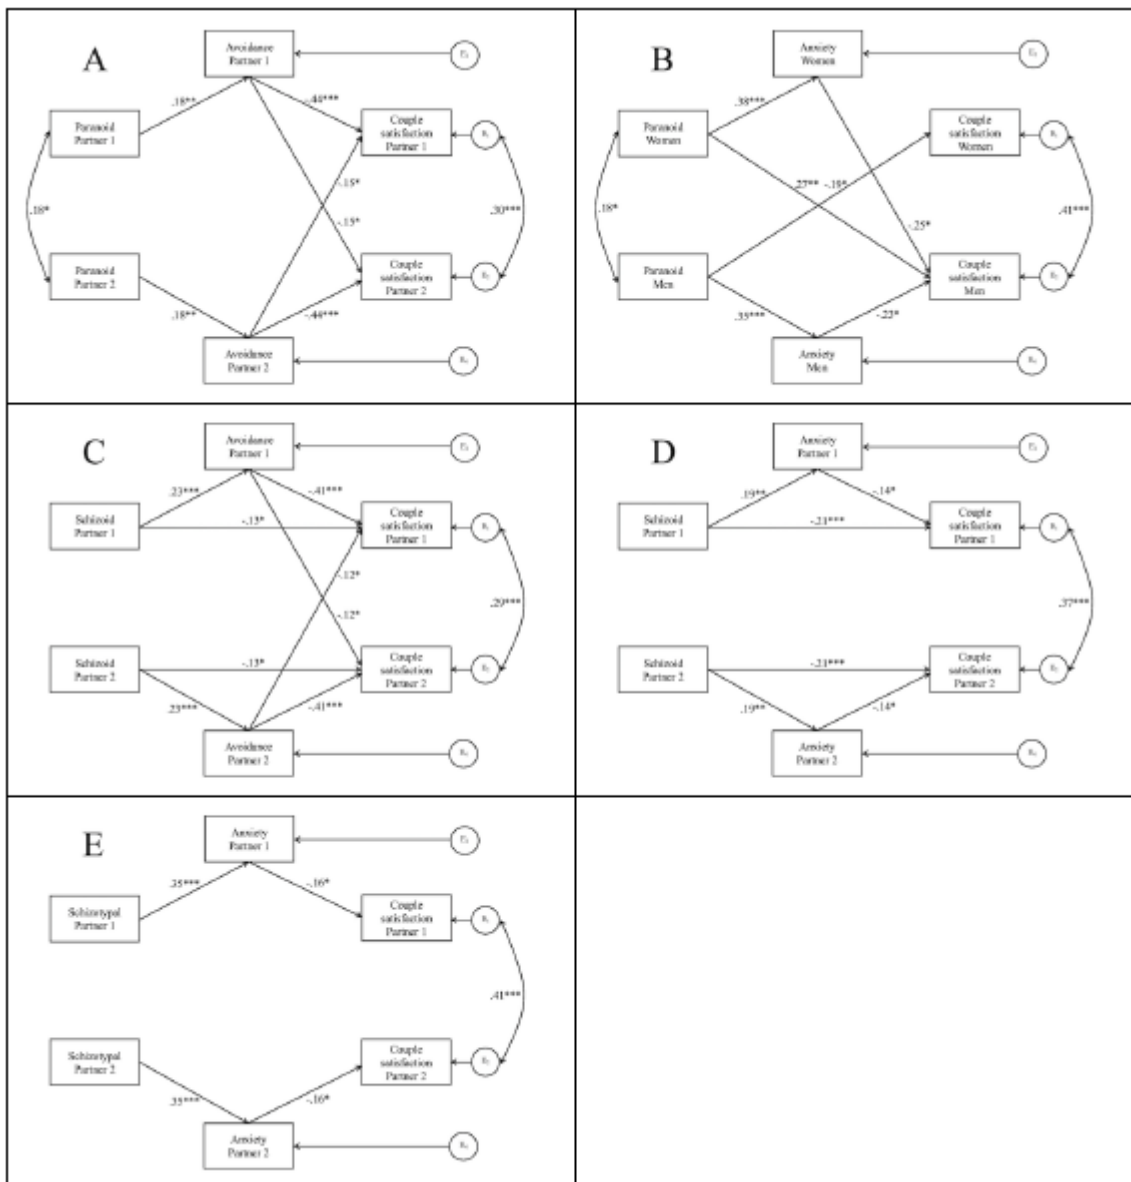 A
Avoidance
Partner 1
.18**
-.44***
Paranoid
Partner 1
Couple
satisfaction
Partner 1
.18*
-.15*
-.15*
.30***
Paranoid
Partner 2
Couple
satisfaction
Partner 2
.18**
-.44***
Avoidance
Partner 2
B
Anxiety
Women
.38***
Paranoid
Women
Couple
satisfaction
Women
.18*
.27**
-.19*
-.25*
.41***
Paranoid
Men
Couple
satisfaction
Men
.35***
-.22*
Anxiety
Men
C
Avoidance
Partner 1
.23***
-.41***
Schizoid
Partner 1
-.13*
Couple
satisfaction
Partner 1
-.12*
-.12*
.29***
Schizoid
Partner 2
-.13*
Couple
satisfaction
Partner 2
.23***
-.41***
Avoidance
Partner 2
D
Anxiety
Partner 1
.19**
-.14*
Schizoid
Partner 1
-.21***
Couple
satisfaction
Partner 1
.37***
Schizoid
Partner 2
-.21***
Couple
satisfaction
Partner 2
.19**
-.14*
Anxiety
Partner 2
E
Anxiety
Partner 1
.35***
-.16*
Schizotypal
Partner 1
Couple
satisfaction
Partner 1
.41***
Schizotypal
Partner 2
Couple
satisfaction
Partner 2
.35***
-.16*
Anxiety
Partner 2